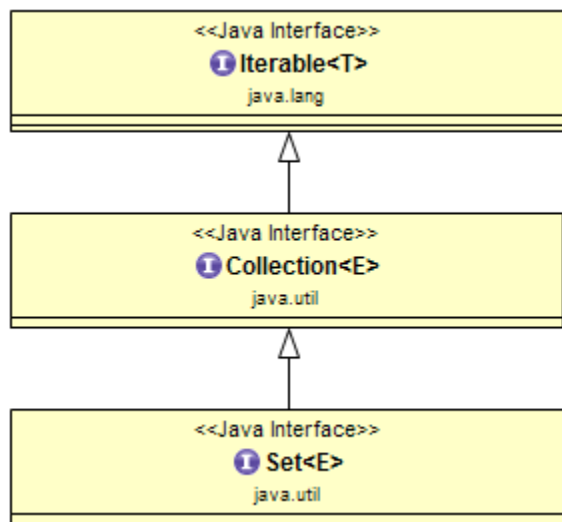 <<Java Interface>>
I Iterable<T>
java.lang
<<Java Interface>>
I Collection<E>
java.util
<<Java Interface>>
I Set<E>
java.util